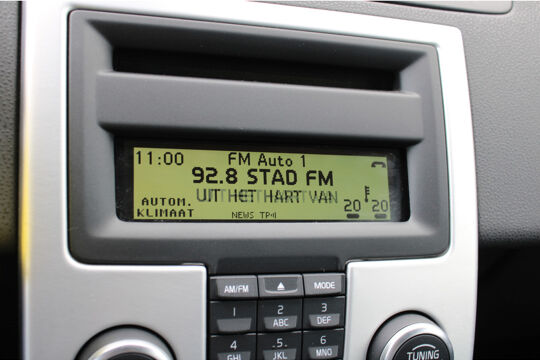 11:00 FM Auto 1
92.8 STAD FM
UIT HET HART VAN
AUTOM.
KLIMAAT
20 20
NEWS TP
AM/FM MODE
1 2 ABC 3 DEF
4 GHI 5 JKL 6 MNO
TUNING